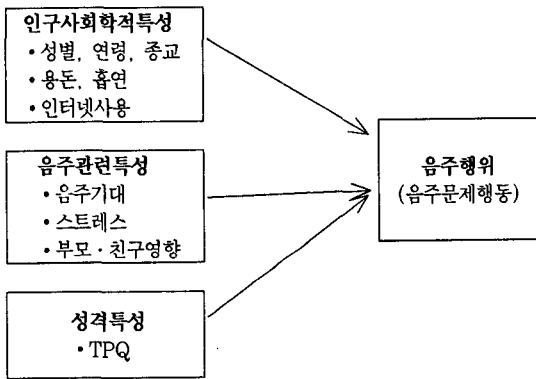 인구사회학적특성
• 성별, 연령, 종교
• 용돈, 흡연
• 인터넷사용
음주관련특성
• 음주기대
• 스트레스
• 부모 · 친구영향
성격특성
• TPQ
음주행위
(음주문제행동)